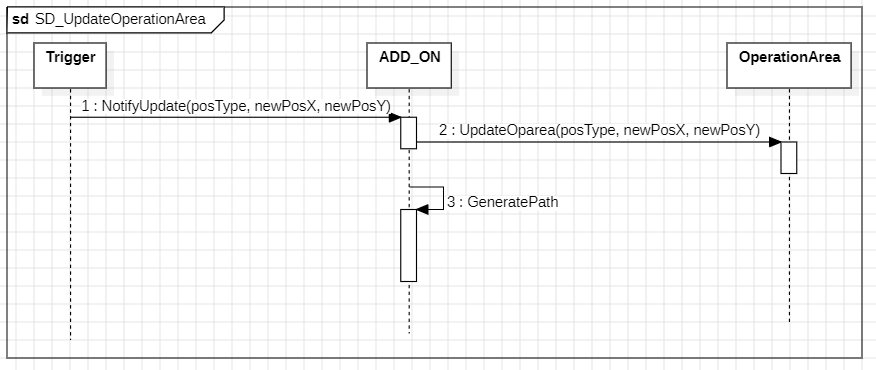 sd SD_UpdateOperationArea
Trigger
ADD_ON
OperationArea
1 : NotifyUpdate(posType, newPosX, newPosY)
2 : UpdateOparea(posType, newPosX, newPosY)
3 : GeneratePath